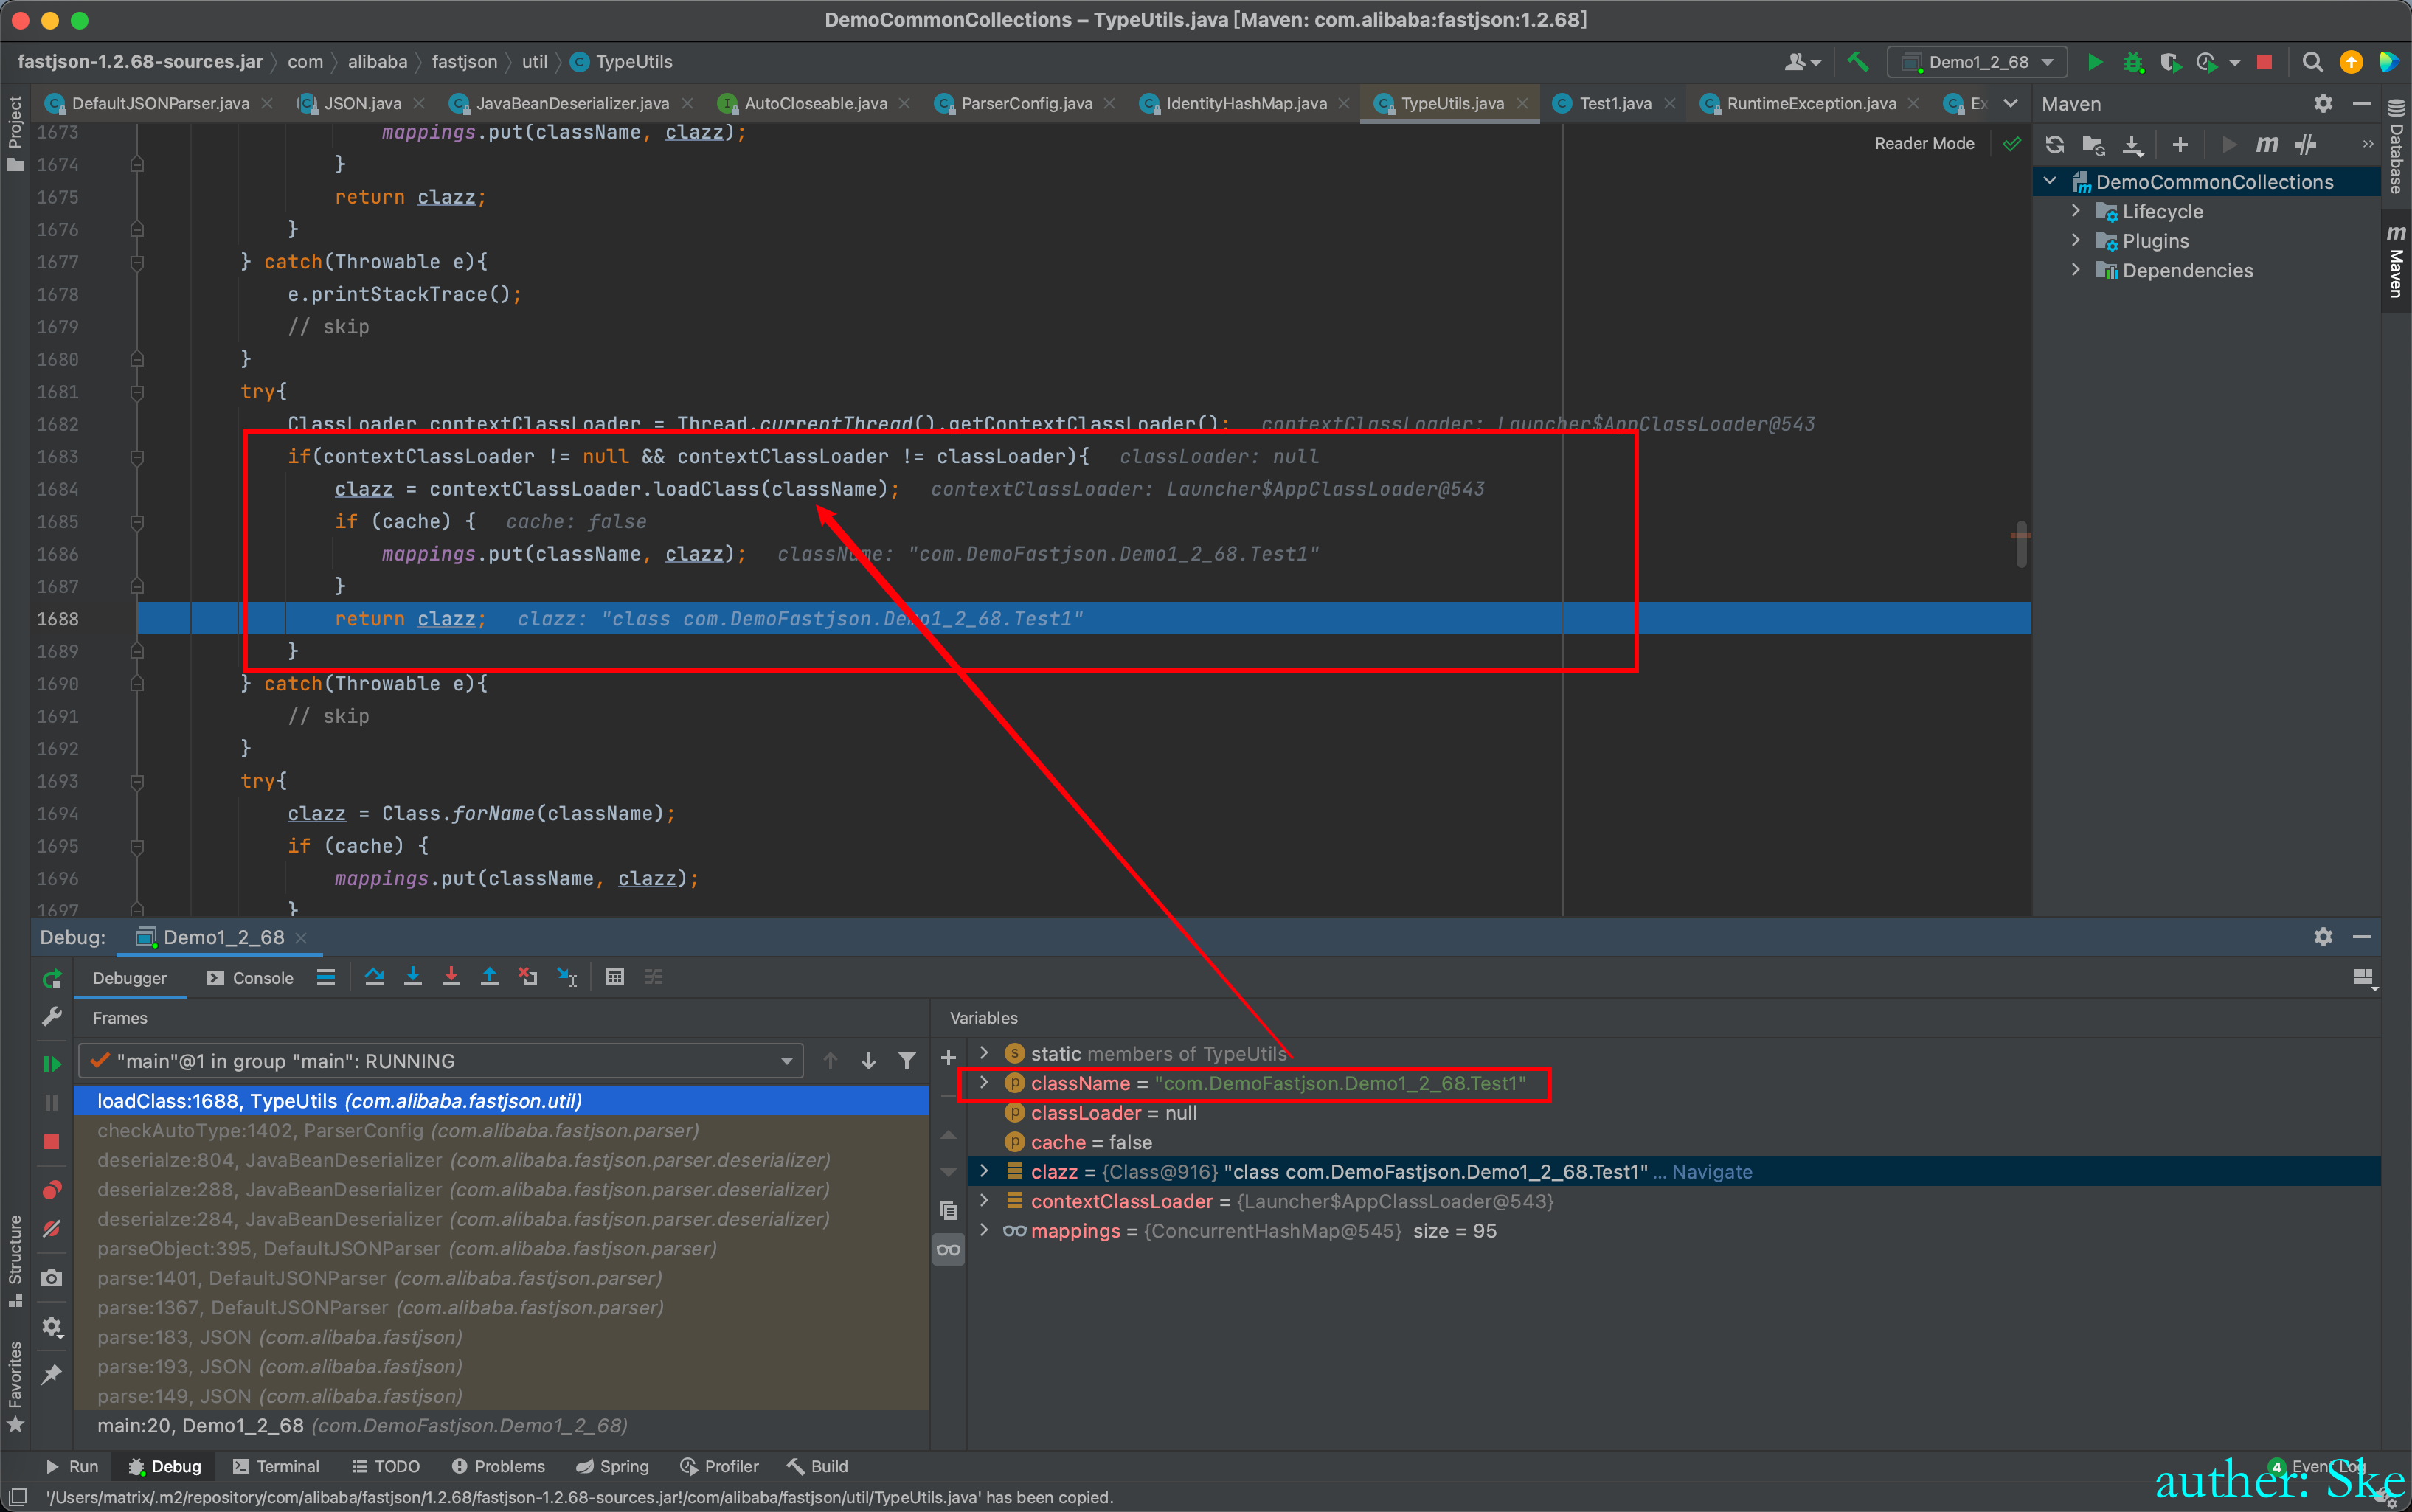 DemoCommonCollections – TypeUtils.java [Maven: com.alibaba:fastjson:1.2.68]
fastjson-1.2.68-sources.jar com alibaba fastjson util TypeUtils
Demo1_2_68
DefaultJSONParser.java JSON.java JavaBeanDeserializer.java AutoCloseable.java ParserConfig.java IdentityHashMap.java TypeUtils.java Test1.java RuntimeException.java Ex
Maven
Project
Database
Maven
Reader Mode
DemoCommonCollections
Lifecycle
Plugins
Dependencies
1673 mappings.put(className, clazz);
1674 }
1675 return clazz;
1676 }
1677 } catch(Throwable e){
1678 e.printStackTrace();
1679 // skip
1680 }
1681 try{
1682 ClassLoader contextClassLoader = Thread.currentThread().getContextClassLoader(); contextClassLoader: Launcher$AppClassLoader@543
1683 if(contextClassLoader != null && contextClassLoader != classLoader){ classLoader: null
1684 clazz = contextClassLoader.loadClass(className); contextClassLoader: Launcher$AppClassLoader@543
1685 if (cache) { cache: false
1686 mappings.put(className, clazz); className: "com.DemoFastjson.Demo1_2_68.Test1"
1687 }
1688 return clazz; clazz: "class com.DemoFastjson.Demo1_2_68.Test1"
1689 }
1690 } catch(Throwable e){
1691 // skip
1692 }
1693 try{
1694 clazz = Class.forName(className);
1695 if (cache) {
1696 mappings.put(className, clazz);
1697 }
Debug: Demo1_2_68
Debugger Console
Frames
"main"@1 in group "main": RUNNING
loadClass:1688, TypeUtils (com.alibaba.fastjson.util)
checkAutoType:1402, ParserConfig (com.alibaba.fastjson.parser)
deserialze:804, JavaBeanDeserializer (com.alibaba.fastjson.parser.deserializer)
deserialze:288, JavaBeanDeserializer (com.alibaba.fastjson.parser.deserializer)
deserialze:284, JavaBeanDeserializer (com.alibaba.fastjson.parser.deserializer)
parseObject:395, DefaultJSONParser (com.alibaba.fastjson.parser)
parse:1401, DefaultJSONParser (com.alibaba.fastjson.parser)
parse:1367, DefaultJSONParser (com.alibaba.fastjson.parser)
parse:183, JSON (com.alibaba.fastjson)
parse:193, JSON (com.alibaba.fastjson)
parse:149, JSON (com.alibaba.fastjson)
main:20, Demo1_2_68 (com.DemoFastjson.Demo1_2_68)
Variables
static members of TypeUtils
className = "com.DemoFastjson.Demo1_2_68.Test1"
classLoader = null
cache = false
clazz = {Class@916} "class com.DemoFastjson.Demo1_2_68.Test1" ... Navigate
contextClassLoader = {Launcher$AppClassLoader@543}
mappings = {ConcurrentHashMap@545} size = 95
Structure
Favorites
Run Debug Terminal TODO Problems Spring Profiler Build
4 Event Log
'/Users/matrix/.m2/repository/com/alibaba/fastjson/1.2.68/fastjson-1.2.68-sources.jar!/com/alibaba/fastjson/util/TypeUtils.java' has been copied.
auther: Ske